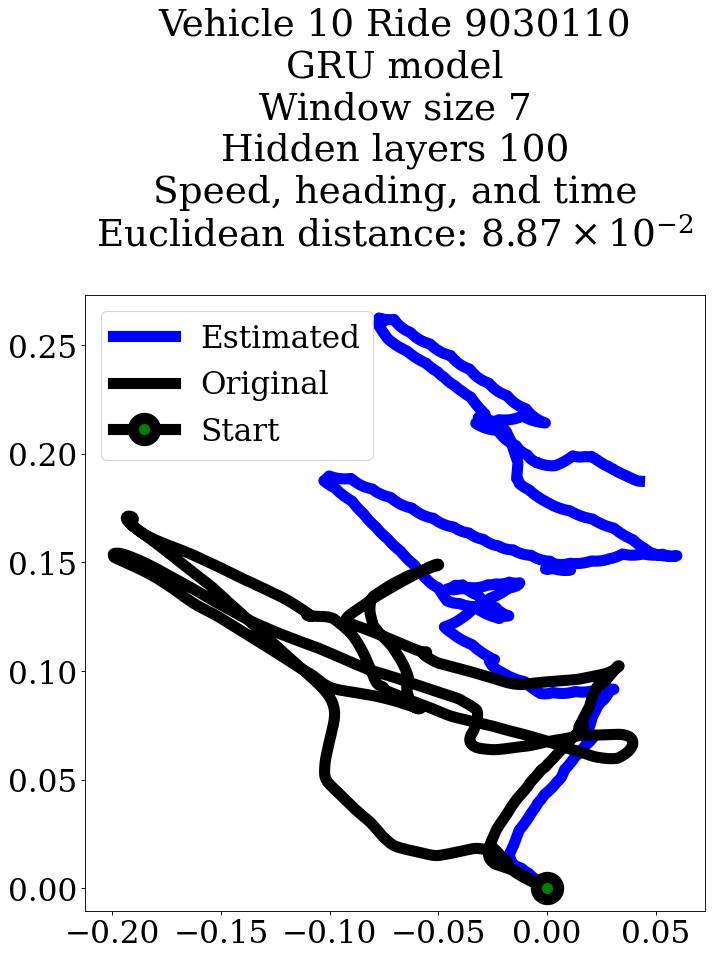 Vehicle 10 Ride 9030110
GRU model
Window size 7
Hidden layers 100
Speed, heading, and time
Euclidean distance: 8.87 × 10⁻²
Estimated
Original
Start
0.25
0.20
0.15
0.10
0.05
0.00
−0.20 −0.15 −0.10 −0.05 0.00 0.05